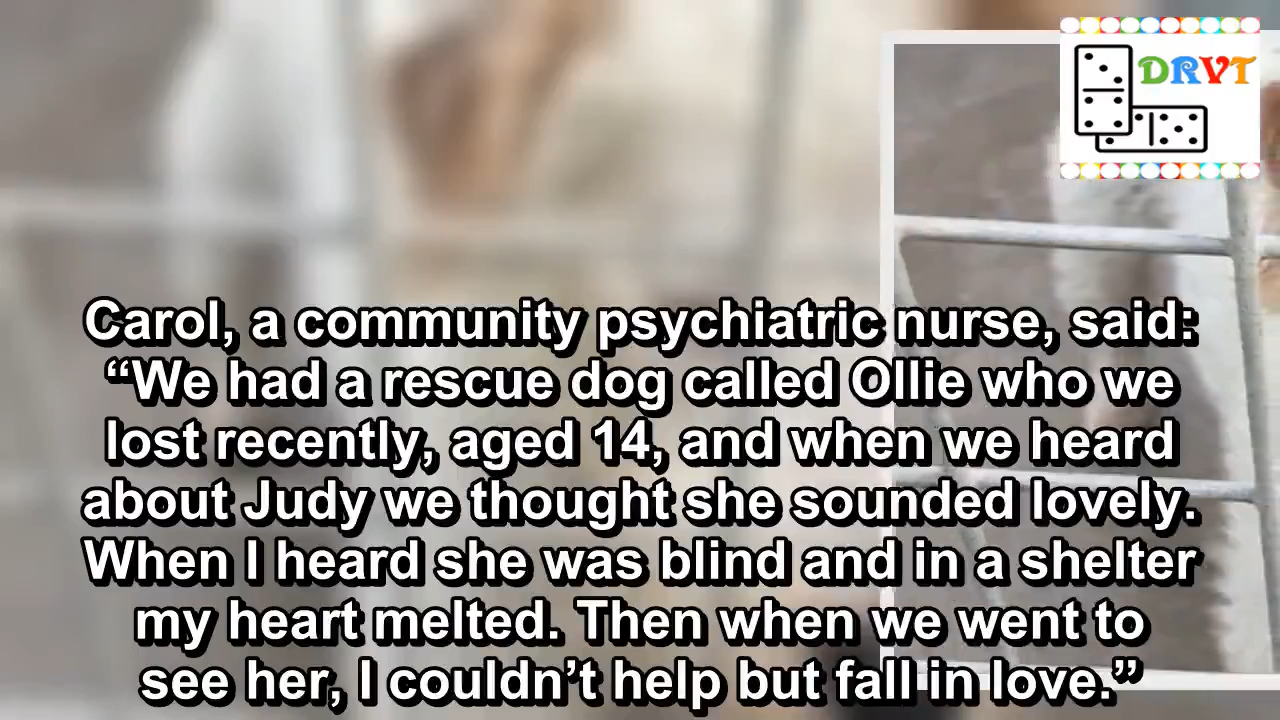 DRVT
Carol, a community psychiatric nurse, said:
“We had a rescue dog called Ollie who we
lost recently, aged 14, and when we heard
about Judy we thought she sounded lovely.
When I heard she was blind and in a shelter
my heart melted. Then when we went to
see her, I couldn’t help but fall in love.”